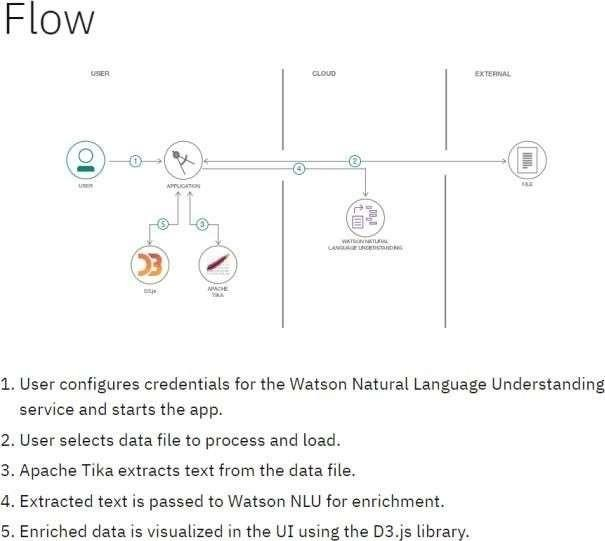 Flow
USER
CLOUD
EXTERNAL
1
2
4
USER
APPLICATION
FILE
5
3
WATSON NATURAL
LANGUAGE UNDERSTANDING
D3.js
APACHE
TIKA
1. User configures credentials for the Watson Natural Language Understanding
service and starts the app.
2. User selects data file to process and load.
3. Apache Tika extracts text from the data file.
4. Extracted text is passed to Watson NLU for enrichment.
5. Enriched data is visualized in the UI using the D3.js library.